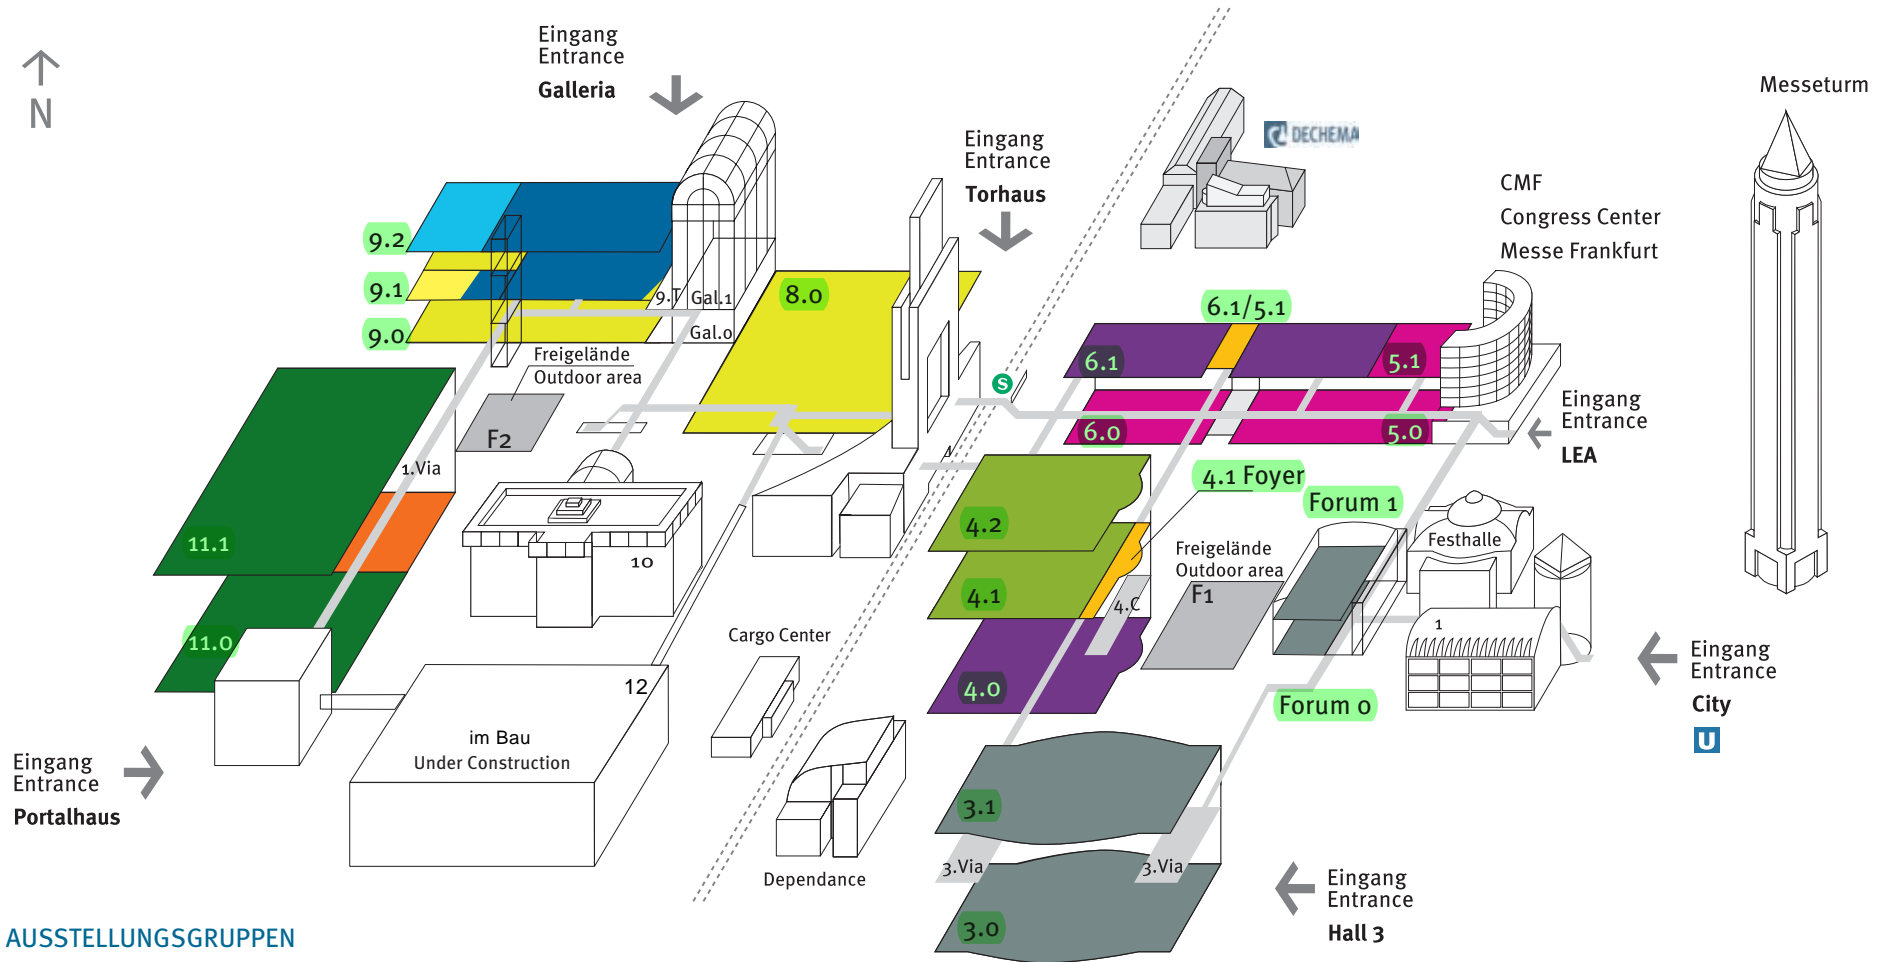 Eingang
Entrance
Galleria
N
Messeturm
DECHEMA
Eingang
Entrance
Torhaus
CMF
Congress Center
Messe Frankfurt
9.2
9.1
9.0
9.T
Gal.1
Gal.0
8.0
6.1/5.1
6.1
5.1
S
6.0
5.0
Eingang
Entrance
LEA
Freigelände
Outdoor area
F2
1.Via
11.1
11.0
10
4.2
4.1 Foyer
4.1
4.C
4.0
Forum 1
Festhalle
Freigelände
Outdoor area
F1
1
Forum 0
Cargo Center
12
im Bau
Under Construction
Eingang
Entrance
City
U
Eingang
Entrance
Portalhaus
3.1
3.Via
3.Via
3.0
Dependance
Eingang
Entrance
Hall 3
AUSSTELLUNGSGRUPPEN